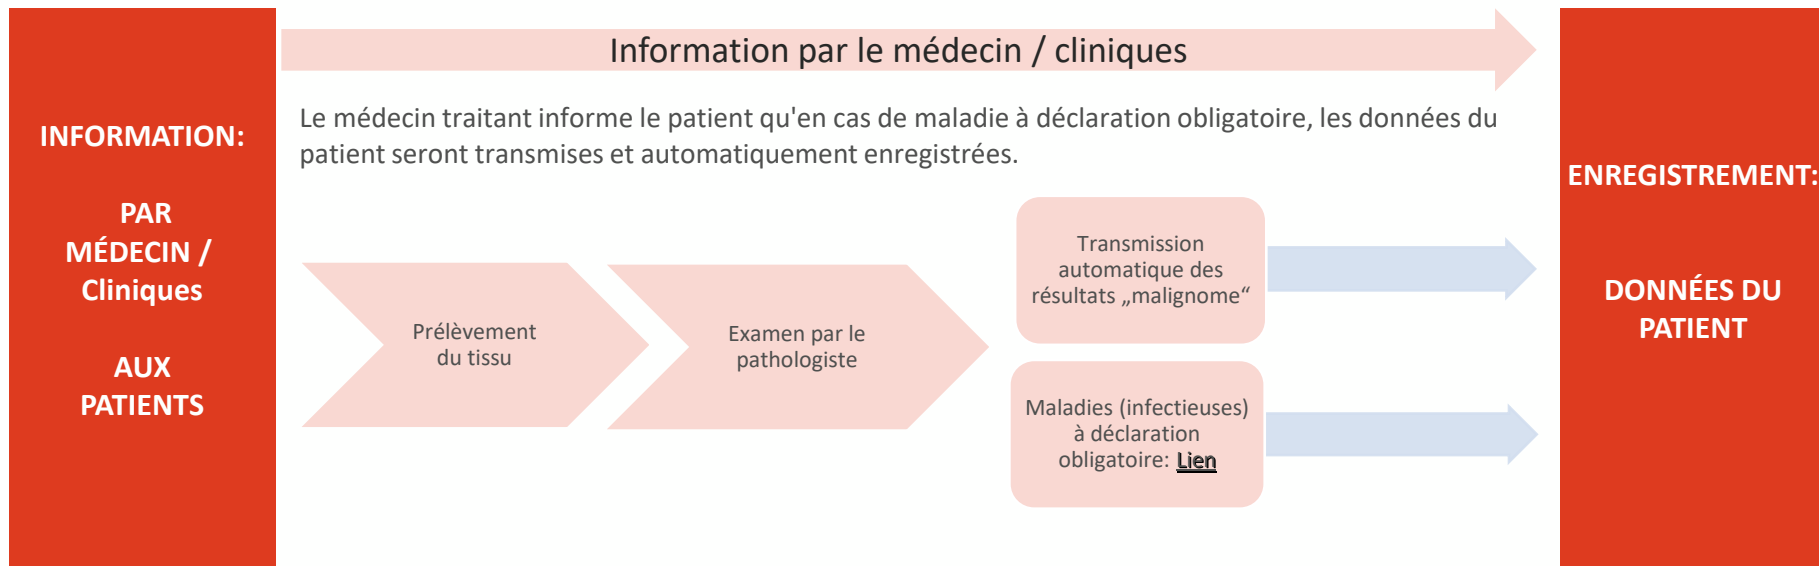 INFORMATION:
PAR
MÉDECIN /
Cliniques
AUX
PATIENTS
Information par le médecin / cliniques
Le médecin traitant informe le patient qu'en cas de maladie à déclaration obligatoire, les données du
patient seront transmises et automatiquement enregistrées.
Prélèvement
du tissu
Examen par le
pathologiste
Transmission
automatique des
résultats „malignome“
Maladies (infectieuses)
à déclaration
obligatoire: Lien
ENREGISTREMENT:
DONNÉES DU
PATIENT